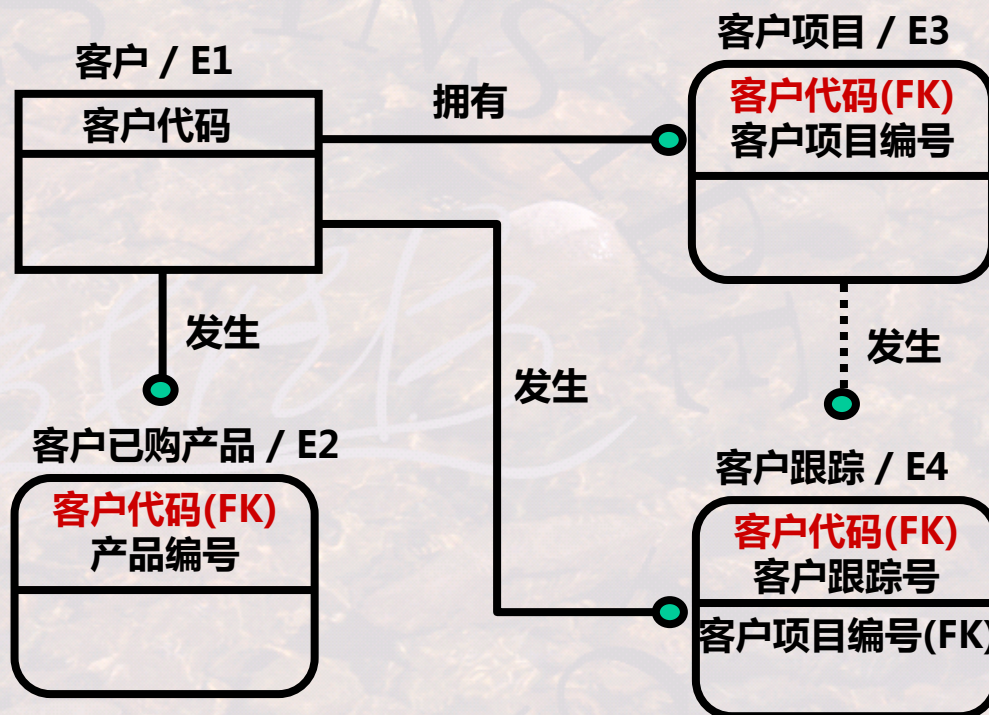 客户 / E1
客户代码
拥有
客户项目 / E3
客户代码(FK)
客户项目编号
发生
发生
发生
客户已购产品 / E2
客户代码(FK)
产品编号
客户跟踪 / E4
客户代码(FK)
客户跟踪号
客户项目编号(FK)